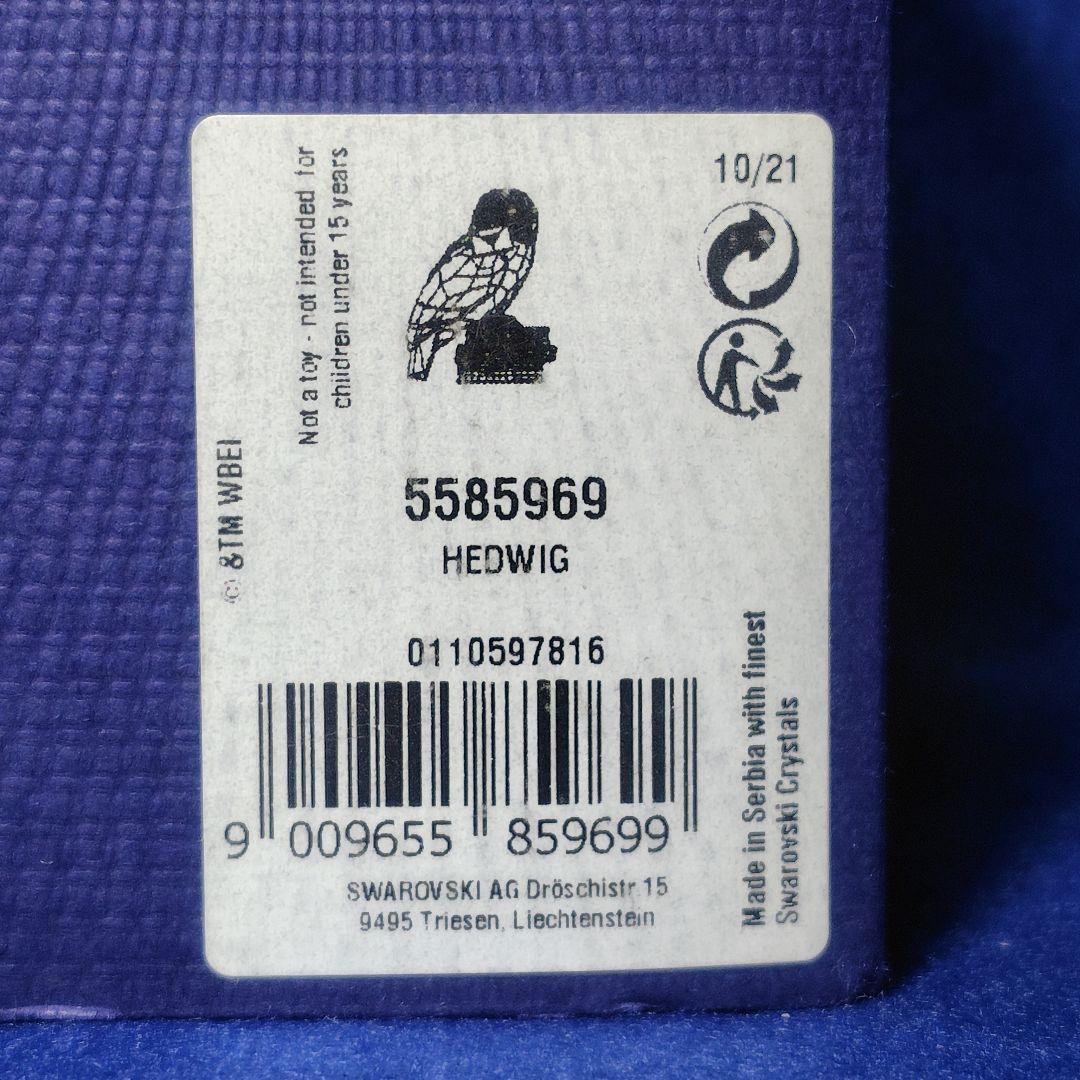 10/21
Not a toy - not intended for
children under 15 years
© &TM WBEI
5585969
HEDWIG
0110597816
9 009655 859699
SWAROVSKI AG Dröschistr.15
9495 Triesen, Liechtenstein
Made in Serbia with finest
Swarovski Crystals